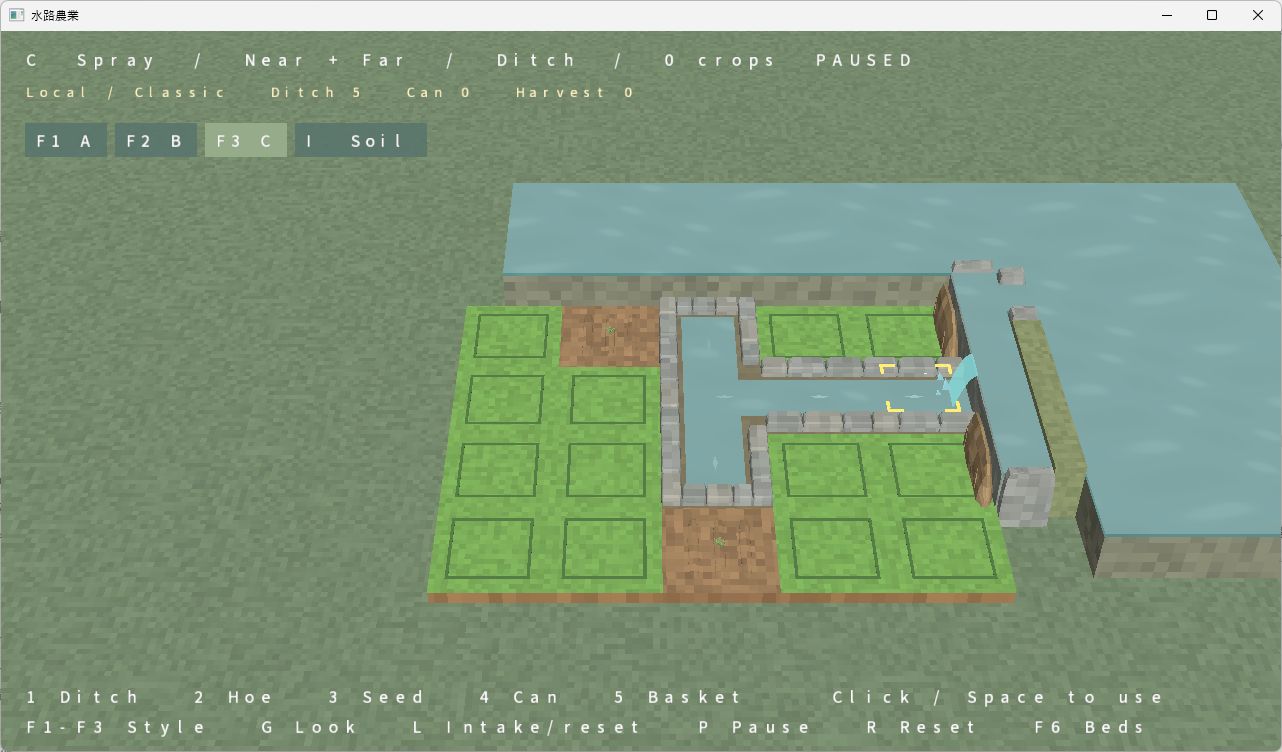 水路農業
C Spray / Near + Far / Ditch / 0 crops PAUSED
Local / Classic Ditch 5 Can 0 Harvest 0
F1 A F2 B F3 C I Soil
1 Ditch 2 Hoe 3 Seed 4 Can 5 Basket Click / Space to use
F1-F3 Style G Look L Intake/reset P Pause R Reset F6 Beds